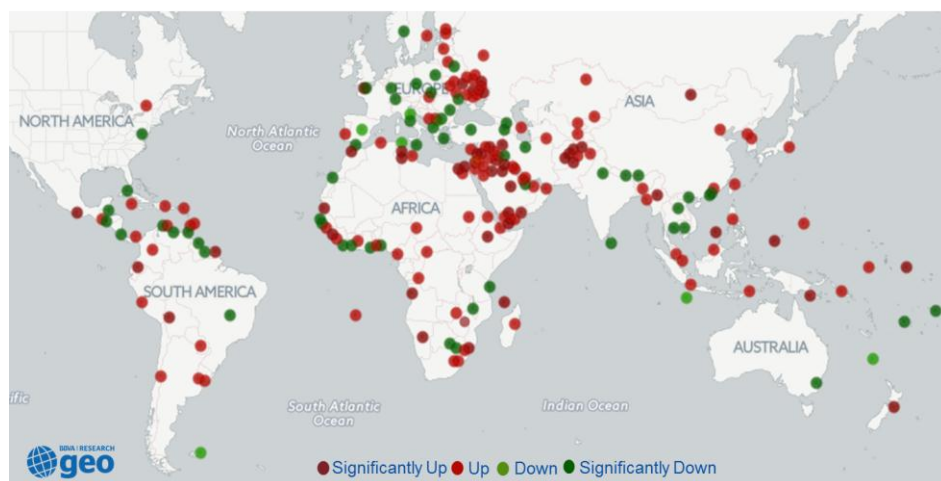 NORTH AMERICA
North Atlantic
Ocean
EUROPE
ASIA
AFRICA
SOUTH AMERICA
AUSTRALIA
ific
South Atlantic
Ocean
Indian Ocean
BBVA | RESEARCH
geo
Significantly Up Up Down Significantly Down